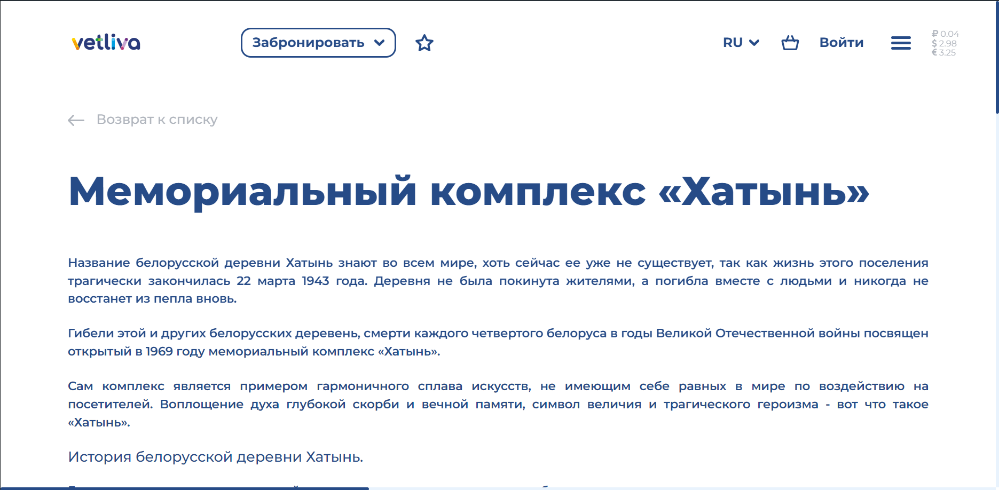 vetliva
Забронировать
RU
Войти
₽ 0.04
$ 2.98
€ 3.25
Возврат к списку
Мемориальный комплекс «Хатынь»
Название белорусской деревни Хатынь знают во всем мире, хоть сейчас ее уже не существует, так как жизнь этого поселения
трагически закончилась 22 марта 1943 года. Деревня не была покинута жителями, а погибла вместе с людьми и никогда не
восстанет из пепла вновь.
Гибели этой и других белорусских деревень, смерти каждого четвертого белоруса в годы Великой Отечественной войны посвящен
открытый в 1969 году мемориальный комплекс «Хатынь».
Сам комплекс является примером гармоничного сплава искусств, не имеющим себе равных в мире по воздействию на
посетителей. Воплощение духа глубокой скорби и вечной памяти, символ величия и трагического героизма - вот что такое
«Хатынь».
История белорусской деревни Хатынь.